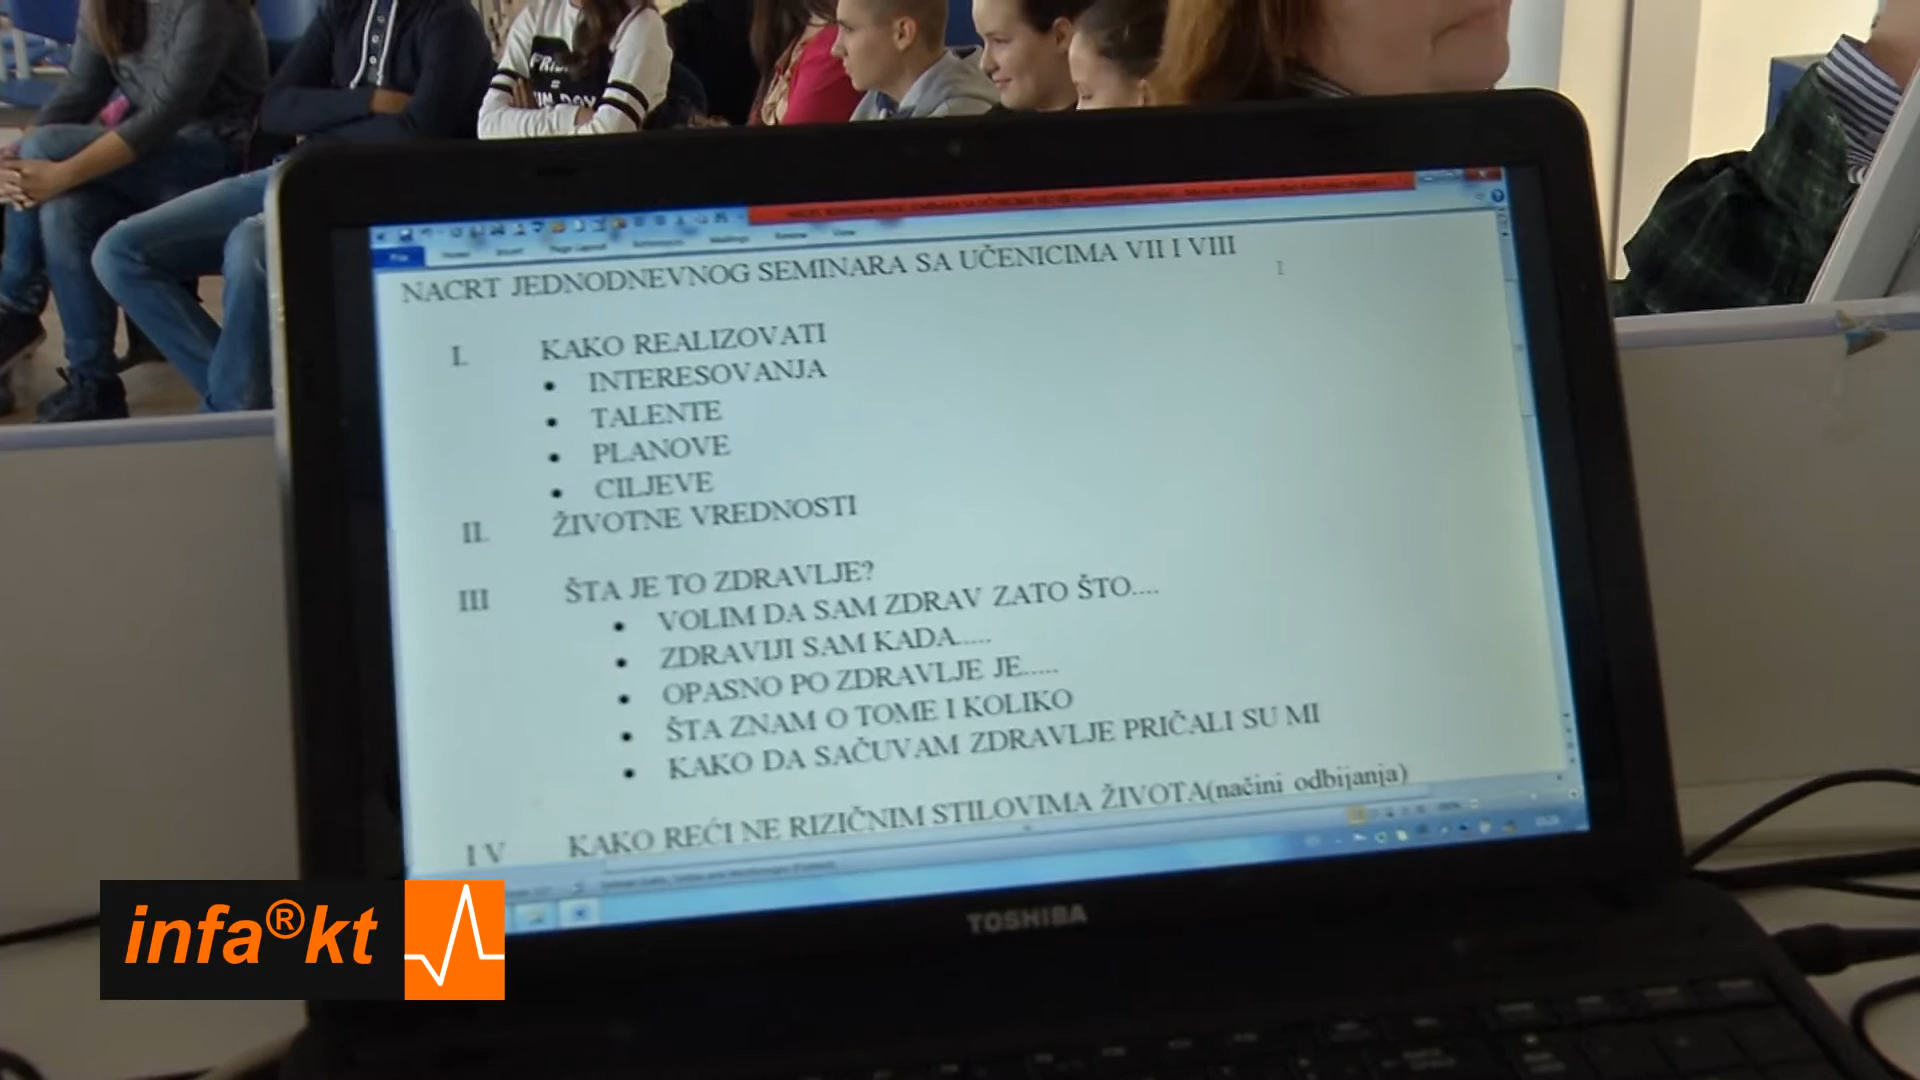 NACRT JEDNODNEVNOG SEMINARA SA UČENICIMA VII I VIII
I. KAKO REALIZOVATI
• INTERESOVANJA
• TALENTE
• PLANOVE
• CILJEVE
II. ŽIVOTNE VREDNOSTI
III ŠTA JE TO ZDRAVLJE?
• VOLIM DA SAM ZDRAV ZATO ŠTO....
• ZDRAVIJI SAM KADA.....
• OPASNO PO ZDRAVLJE JE.....
• ŠTA ZNAM O TOME I KOLIKO
• KAKO DA SAČUVAM ZDRAVLJE PRIČALI SU MI
I V KAKO REĆI NE RIZIČNIM STILOVIMA ŽIVOTA(načini odbijanja)
TOSHIBA
infa®kt